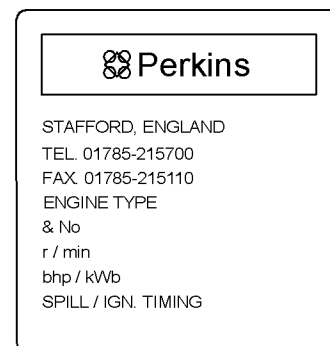 Perkins
STAFFORD, ENGLAND
TEL. 01785-215700
FAX. 01785-215110
ENGINE TYPE
& No
r / min
bhp / kWb
SPILL / IGN. TIMING